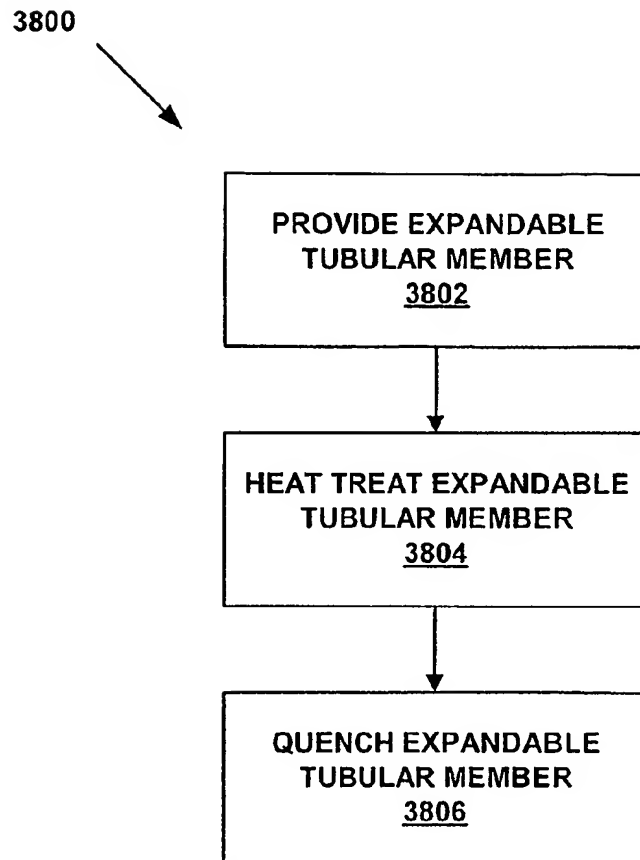 3800
PROVIDE EXPANDABLE
TUBULAR MEMBER
3802
HEAT TREAT EXPANDABLE
TUBULAR MEMBER
3804
QUENCH EXPANDABLE
TUBULAR MEMBER
3806